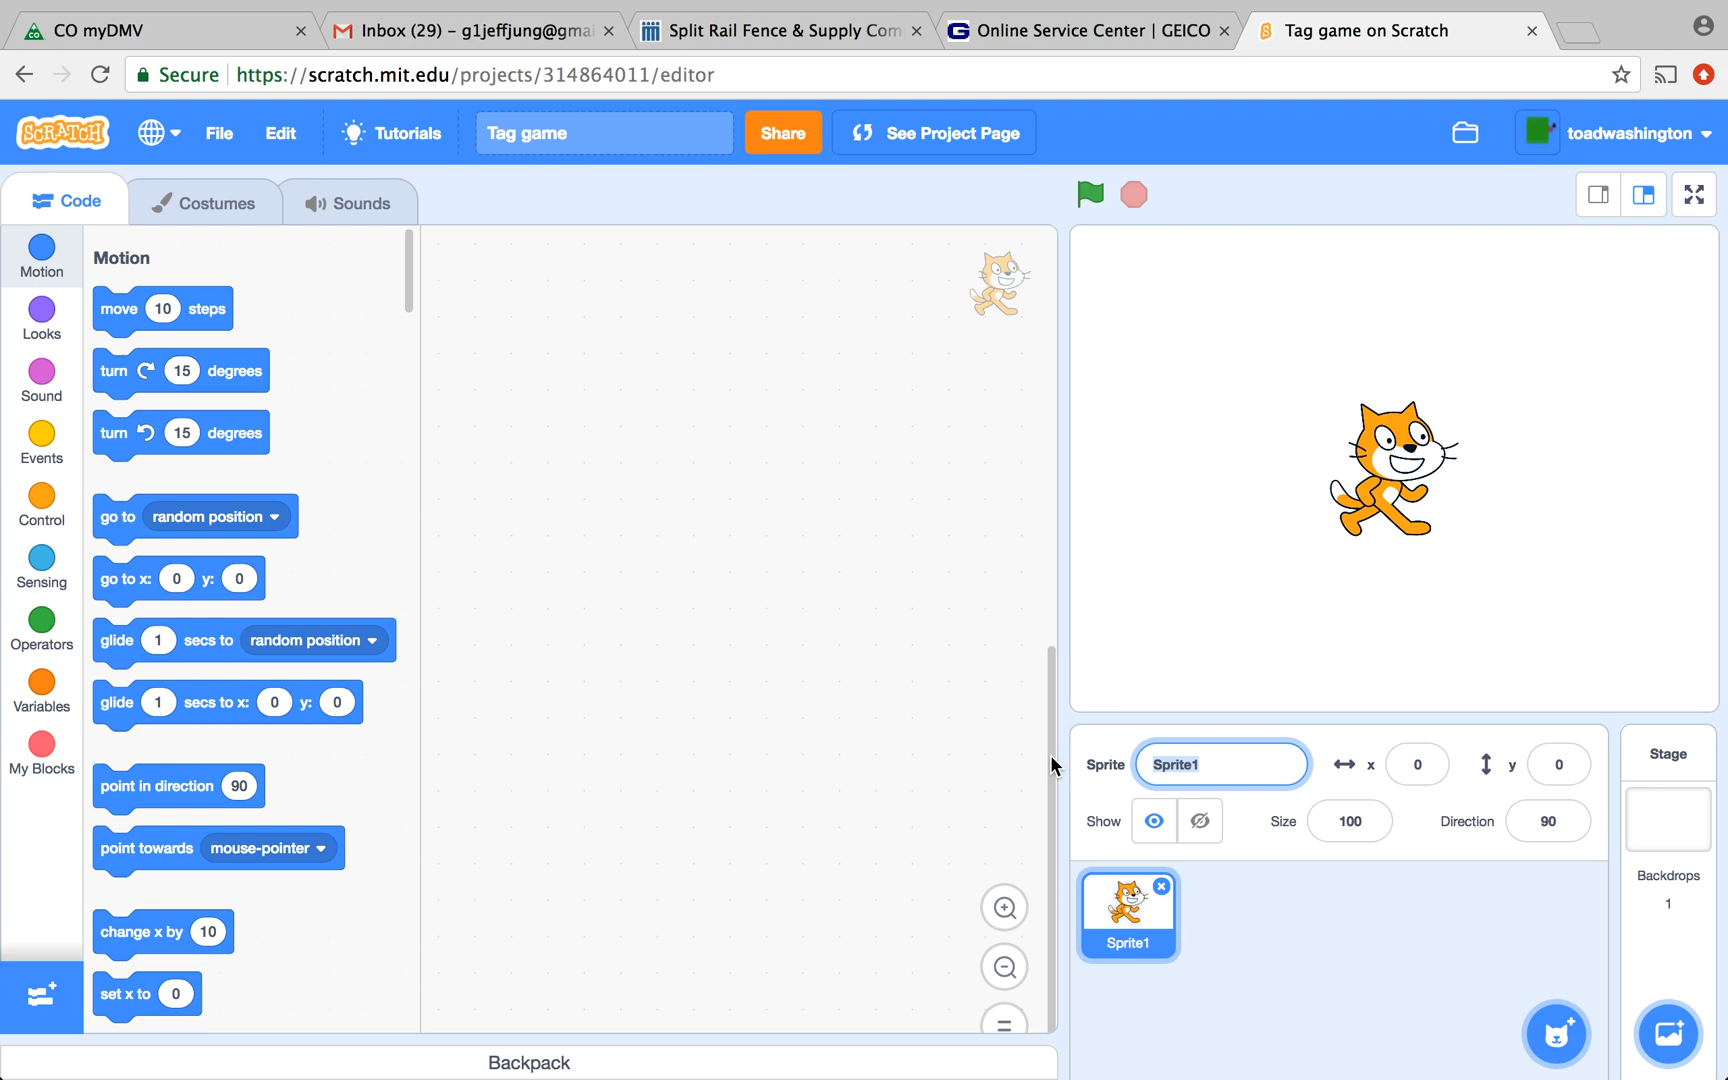 CO myDMV
Inbox (29) – g1jeffjung@gmai
Split Rail Fence & Supply Com
Online Service Center | GEICO
Tag game on Scratch
Secure
https://scratch.mit.edu/projects/314864011/editor
SCRATCH
File
Edit
Tutorials
Tag game
Share
See Project Page
toadwashington
Code
Costumes
Sounds
Motion
Looks
Sound
Events
Control
Sensing
Operators
Variables
My Blocks
Motion
move 10 steps
turn 15 degrees
turn 15 degrees
go to random position
go to x: 0 y: 0
glide 1 secs to random position
glide 1 secs to x: 0 y: 0
point in direction 90
point towards mouse-pointer
change x by 10
set x to 0
Backpack
Sprite Sprite1 x 0 y 0
Show Size 100 Direction 90
Sprite1
Stage
Backdrops
1